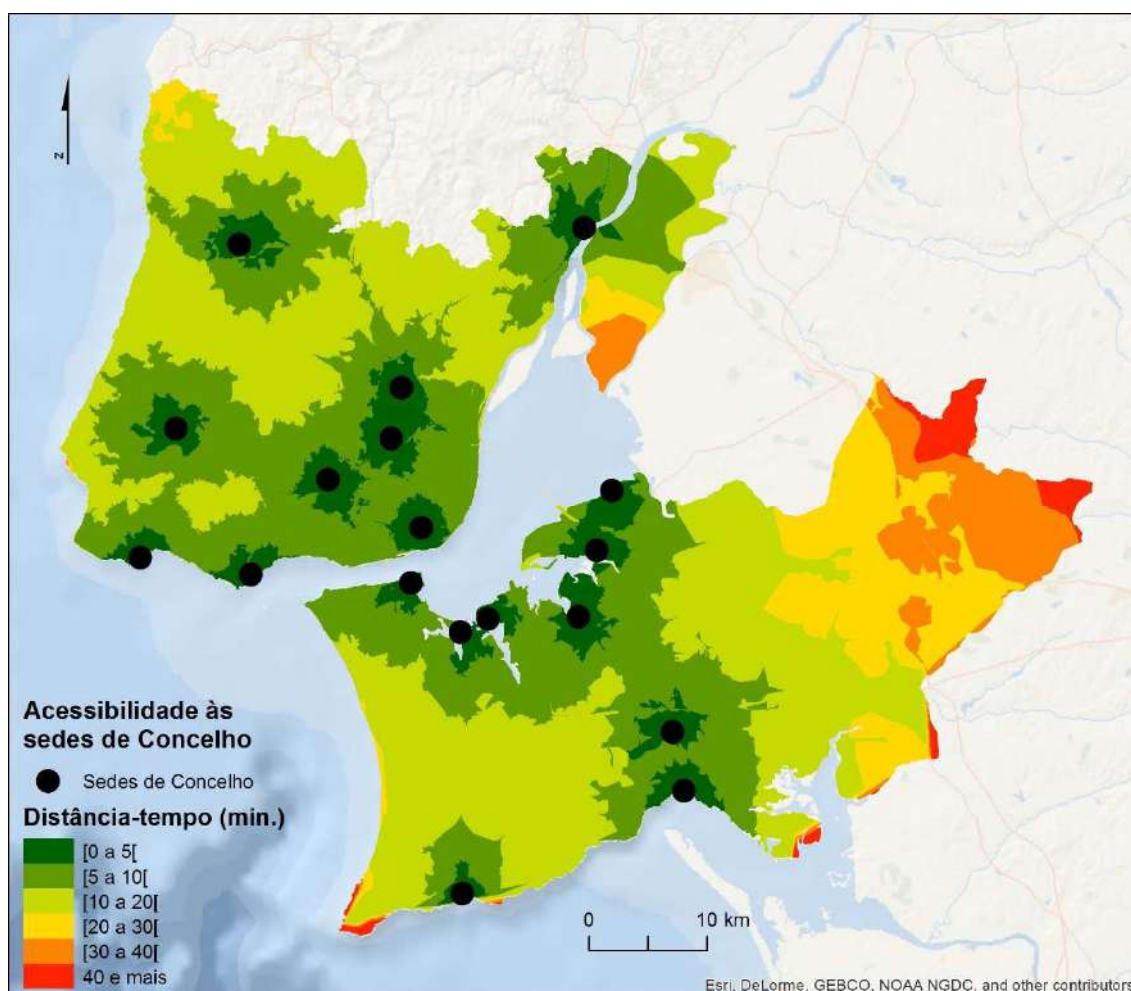 z
Acessibilidade às
sedes de Concelho
Sedes de Concelho
Distância-tempo (min.)
[0 a 5[
[5 a 10[
[10 a 20[
[20 a 30[
[30 a 40[
40 e mais
0 10 km
Esri, DeLorme, GEBCO, NOAA NGDC, and other contributors